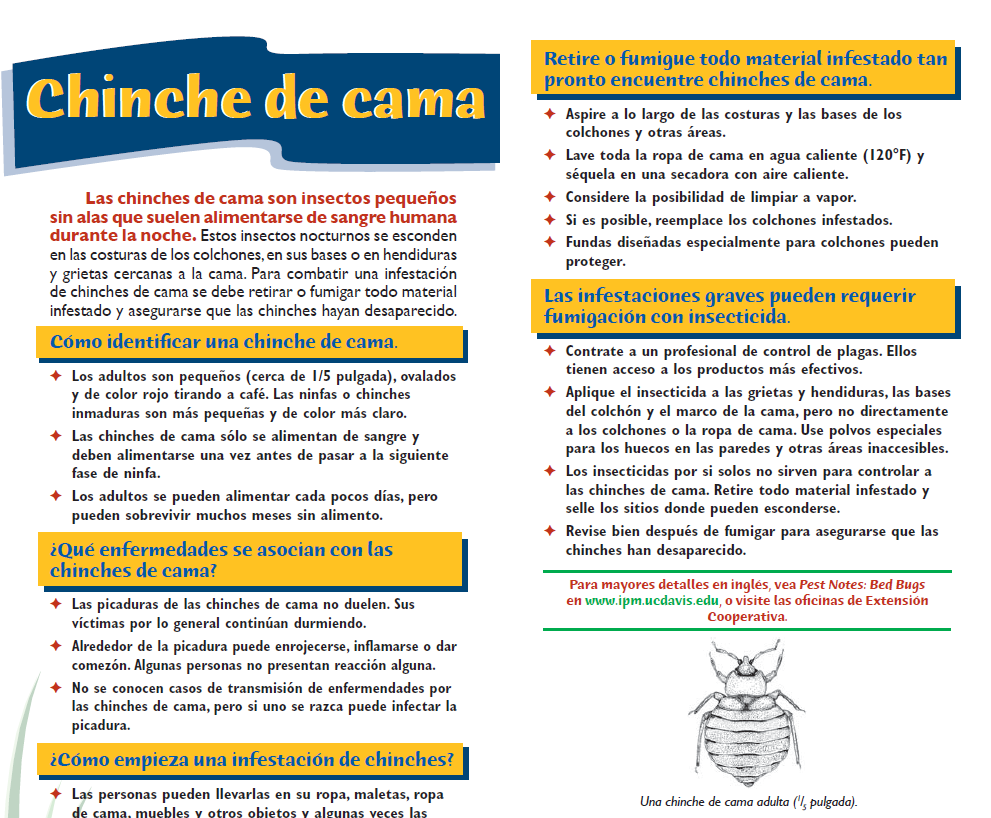 Chinche de cama
Las chinches de cama son insectos pequeños
sin alas que suelen alimentarse de sangre humana
durante la noche. Estos insectos nocturnos se esconden
en las costuras de los colchones, en sus bases o en hendiduras
y grietas cercanas a la cama. Para combatir una infestación
de chinches de cama se debe retirar o fumigar todo material
infestado y asegurarse que las chinches hayan desaparecido.
Cómo identificar una chinche de cama.
✦ Los adultos son pequeños (cerca de 1/5 pulgada), ovalados
y de color rojo tirando a café. Las ninfas o chinches
inmaduras son más pequeñas y de color más claro.
✦ Las chinches de cama sólo se alimentan de sangre y
deben alimentarse una vez antes de pasar a la siguiente
fase de ninfa.
✦ Los adultos se pueden alimentar cada pocos días, pero
pueden sobrevivir muchos meses sin alimento.
¿Qué enfermedades se asocian con las
chinches de cama?
✦ Las picaduras de las chinches de cama no duelen. Sus
víctimas por lo general continúan durmiendo.
✦ Alrededor de la picadura puede enrojecerse, inflamarse o dar
comezón. Algunas personas no presentan reacción alguna.
✦ No se conocen casos de transmisión de enfermendades por
las chinches de cama, pero si uno se razca puede infectar la
picadura.
¿Cómo empieza una infestación de chinches?
✦ Las personas pueden llevarlas en su ropa, maletas, ropa
de cama, muebles y otros objetos y algunas veces las
Retire o fumigue todo material infestado tan
pronto encuentre chinches de cama.
✦ Aspire a lo largo de las costuras y las bases de los
colchones y otras áreas.
✦ Lave toda la ropa de cama en agua caliente (120°F) y
séquela en una secadora con aire caliente.
✦ Considere la posibilidad de limpiar a vapor.
✦ Si es posible, reemplace los colchones infestados.
✦ Fundas diseñadas especialmente para colchones pueden
proteger.
Las infestaciones graves pueden requerir
fumigación con insecticida.
✦ Contrate a un profesional de control de plagas. Ellos
tienen acceso a los productos más efectivos.
✦ Aplique el insecticida a las grietas y hendiduras, las bases
del colchón y el marco de la cama, pero no directamente
a los colchones o la ropa de cama. Use polvos especiales
para los huecos en las paredes y otras áreas inaccesibles.
✦ Los insecticidas por si solos no sirven para controlar a
las chinches de cama. Retire todo material infestado y
selle los sitios donde pueden esconderse.
✦ Revise bien después de fumigar para asegurarse que las
chinches han desaparecido.
Para mayores detalles en inglés, vea Pest Notes: Bed Bugs
en www.ipm.ucdavis.edu, o visite las oficinas de Extensión
Cooperativa.
Una chinche de cama adulta (1/5 pulgada).